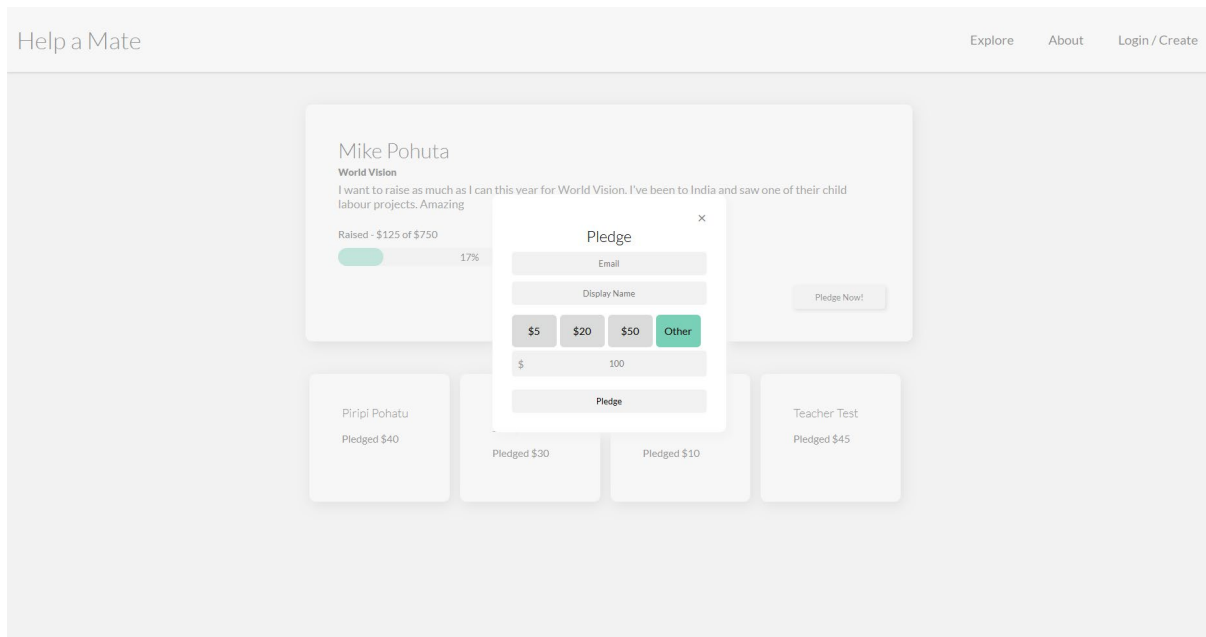 Help a Mate
Explore About Login / Create
Mike Pohuta
World Vision
I want to raise as much as I can this year for World Vision. I've been to India and saw one of their child
labour projects. Amazing
Raised - $125 of $750
17%
Pledge Now!
×
Pledge
Email
Display Name
$5 $20 $50 Other
$ 100
Pledge
Piripi Pohatu
Pledged $40
Pledged $30
Pledged $10
Teacher Test
Pledged $45